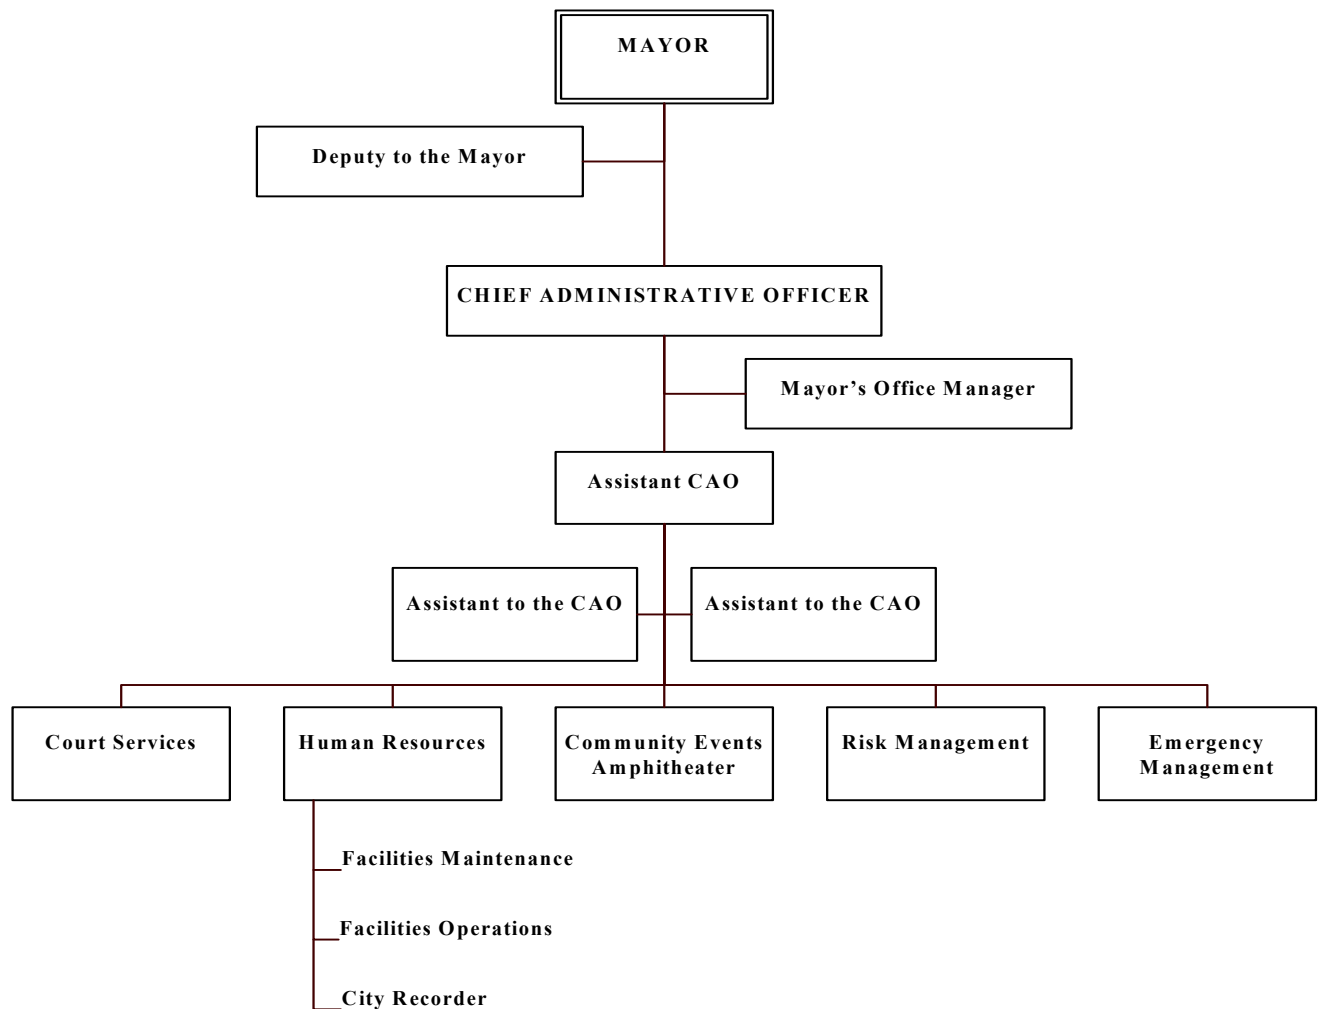 MAYOR
Deputy to the Mayor
CHIEF ADMINISTRATIVE OFFICER
Mayor’s Office Manager
Assistant CAO
Assistant to the CAO
Assistant to the CAO
Court Services
Human Resources
Community Events
Amphitheater
Risk Management
Emergency
Management
Facilities Maintenance
Facilities Operations
City Recorder